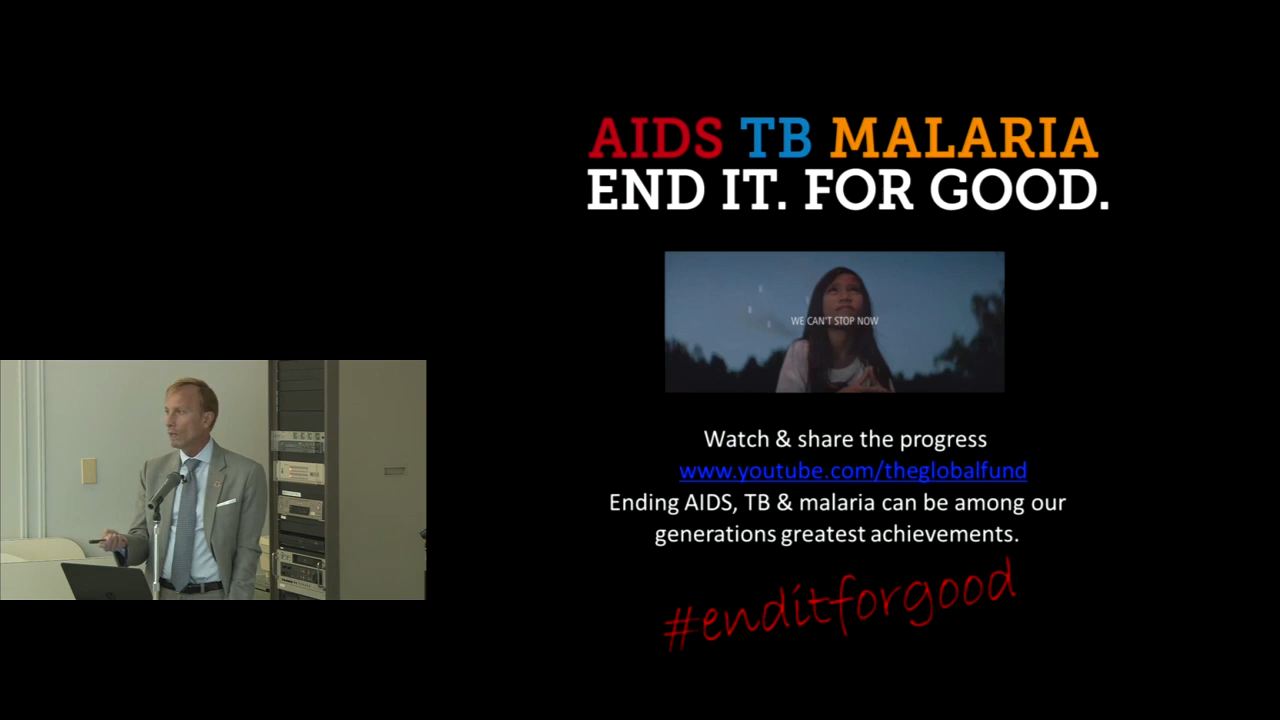 AIDS TB MALARIA
END IT. FOR GOOD.
WE CAN'T STOP NOW
Watch & share the progress
www.youtube.com/theglobalfund
Ending AIDS, TB & malaria can be among our
generations greatest achievements.
#enditforgood